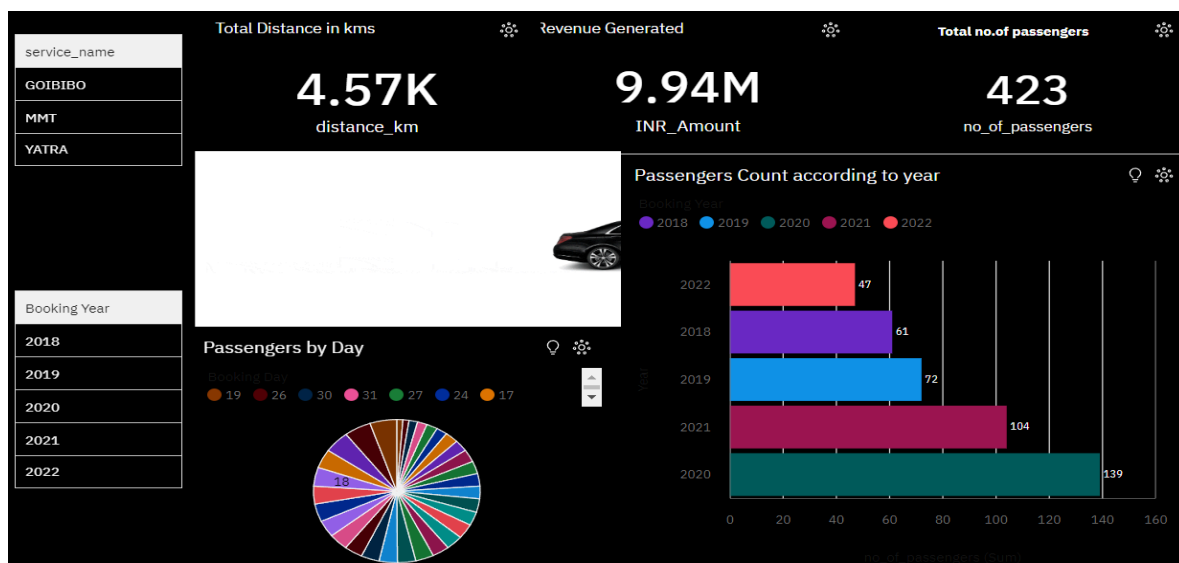 service_name
GOIBIBO
MMT
YATRA
Total Distance in kms
4.57K
distance_km
Revenue Generated
9.94M
INR_Amount
Total no.of passengers
423
no_of_passengers
Booking Year
2018
2019
2020
2021
2022
Passengers by Day
Booking Day
19 26 30 31 27 24 17
18
Passengers Count according to year
Booking Year
2018 2019 2020 2021 2022
Year
2022 47
2018 61
2019 72
2021 104
2020 139
0 20 40 60 80 100 120 140 160
no_of_passengers (Sum)